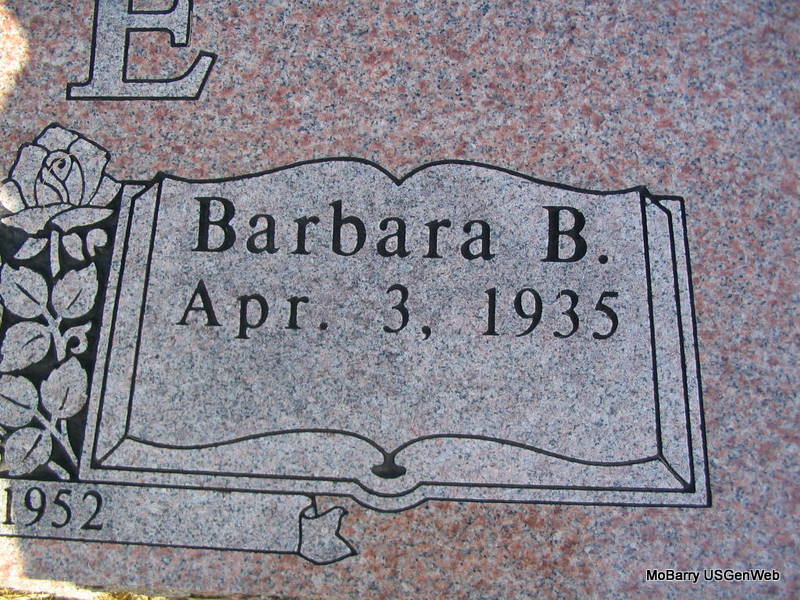 E
Barbara B.
Apr. 3, 1935
1952
MoBarry USGenWeb